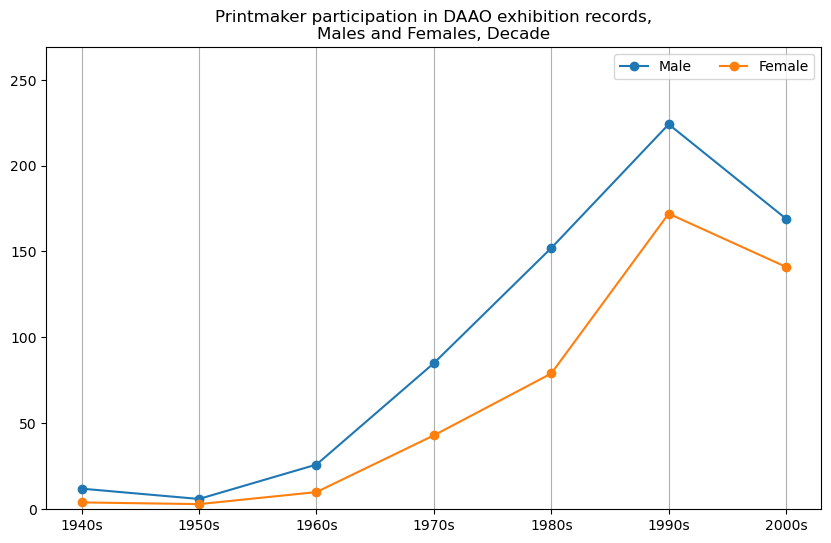 Printmaker participation in DAAO exhibition records,
Males and Females, Decade
Male Female
250
200
150
100
50
0
1940s 1950s 1960s 1970s 1980s 1990s 2000s